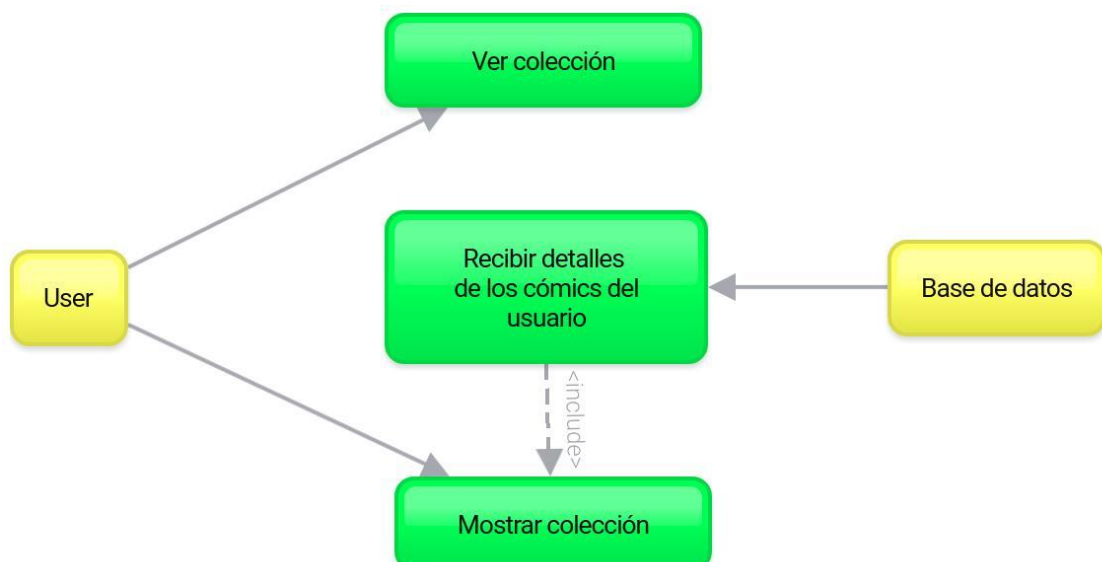 Ver colección
User
Recibir detalles
de los cómics del
usuario
Base de datos
<include>
Mostrar colección